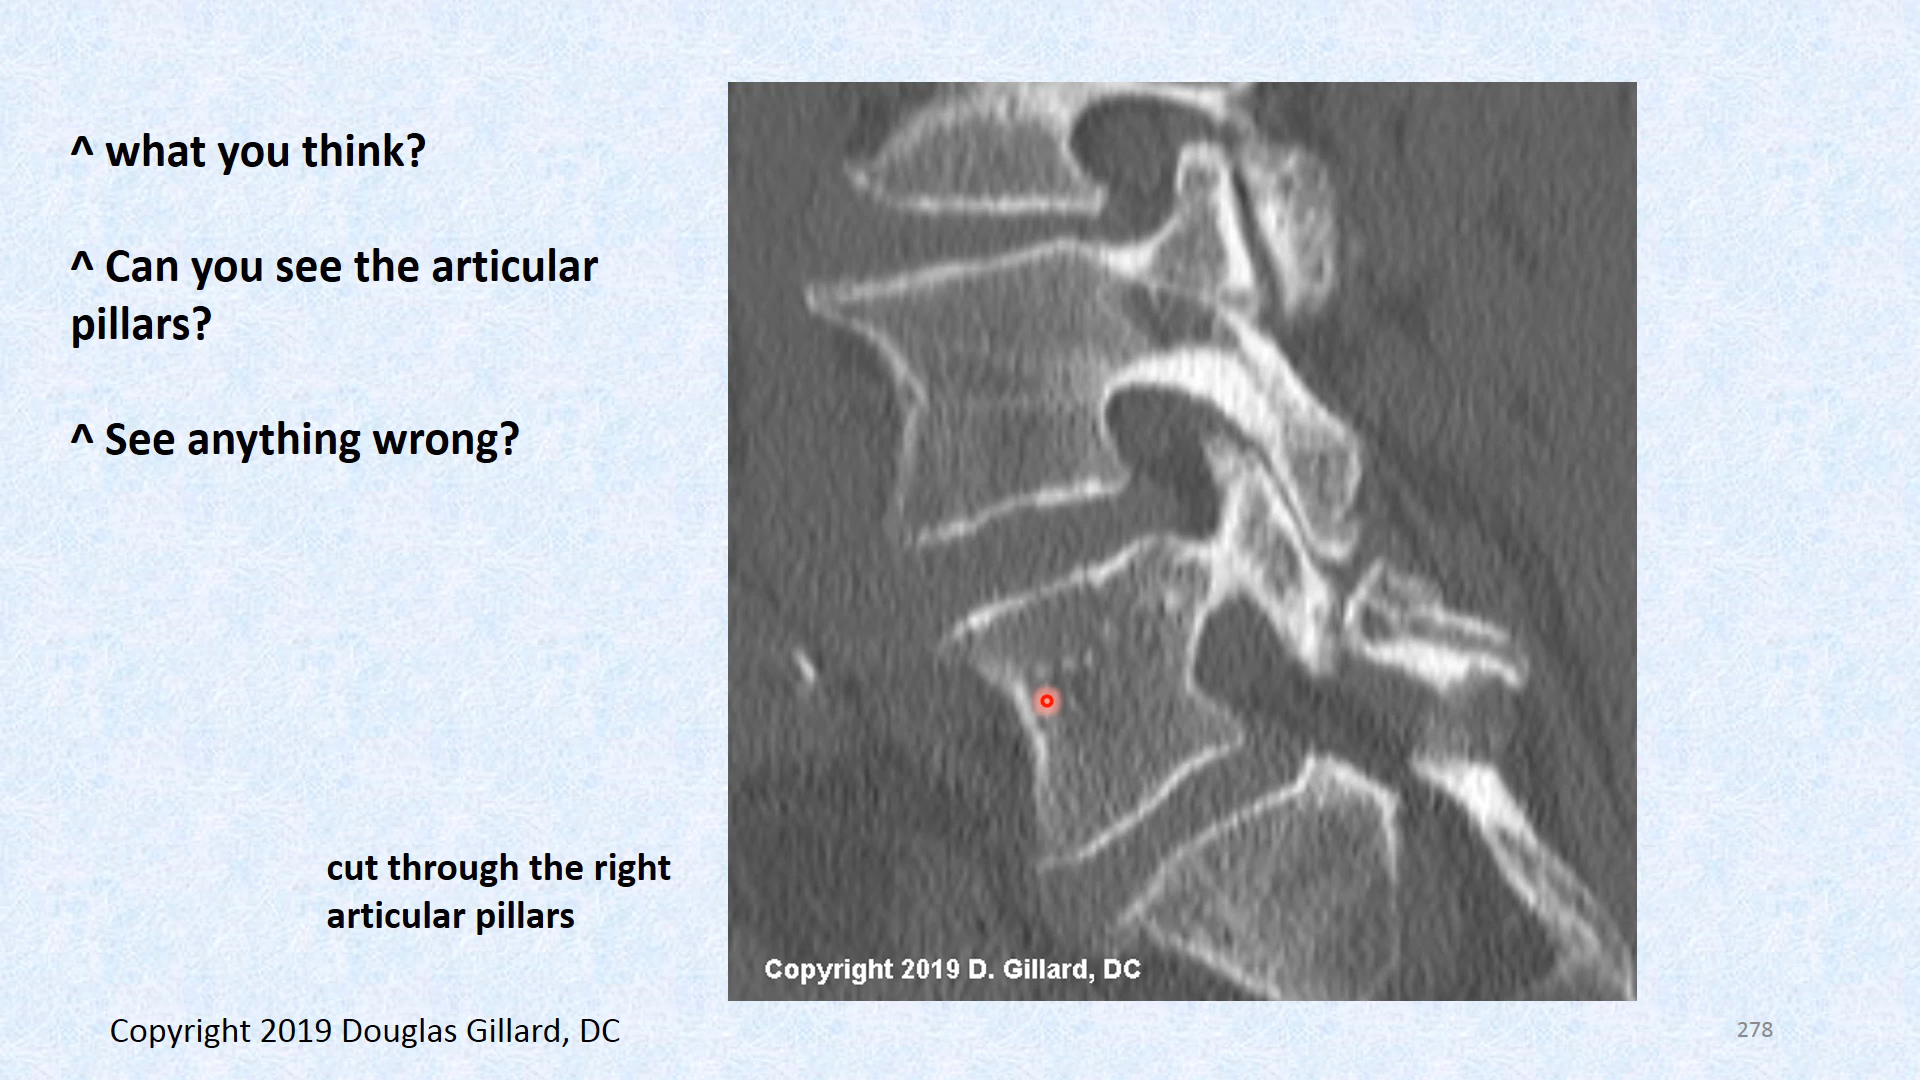 ^ what you think?
^ Can you see the articular
pillars?
^ See anything wrong?
cut through the right
articular pillars
Copyright 2019 D. Gillard, DC
Copyright 2019 Douglas Gillard, DC
278